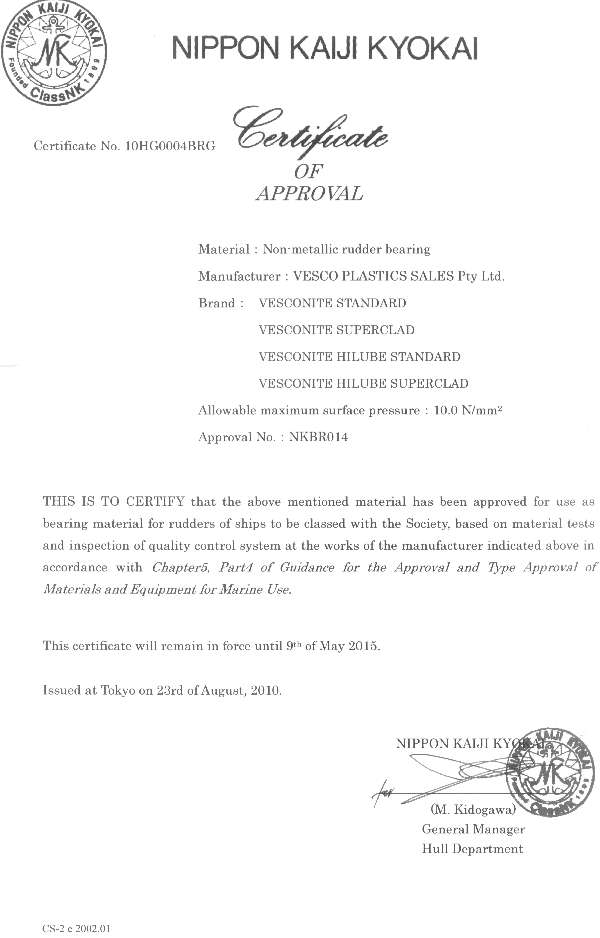 NIPPON KAIJI KYOKAI
NK
Founded 1899
ClassNK
NIPPON KAIJI KYOKAI
Certificate No. 10HG0004BRG
Certificate
OF
APPROVAL
Material : Non-metallic rudder bearing
Manufacturer : VESCO PLASTICS SALES Pty Ltd.
Brand : VESCONITE STANDARD
VESCONITE SUPERCLAD
VESCONITE HILUBE STANDARD
VESCONITE HILUBE SUPERCLAD
Allowable maximum surface pressure : 10.0 N/mm²
Approval No. : NKBR014
THIS IS TO CERTIFY that the above mentioned material has been approved for use as
bearing material for rudders of ships to be classed with the Society, based on material tests
and inspection of quality control system at the works of the manufacturer indicated above in
accordance with Chapter5, Part4 of Guidance for the Approval and Type Approval of
Materials and Equipment for Marine Use.
This certificate will remain in force until 9th of May 2015.
Issued at Tokyo on 23rd of August, 2010.
NIPPON KAIJI KYOKAI
for
(M. Kidogawa)
NK
ClassNK
1899
General Manager
Hull Department
CS-2 e 2002.01